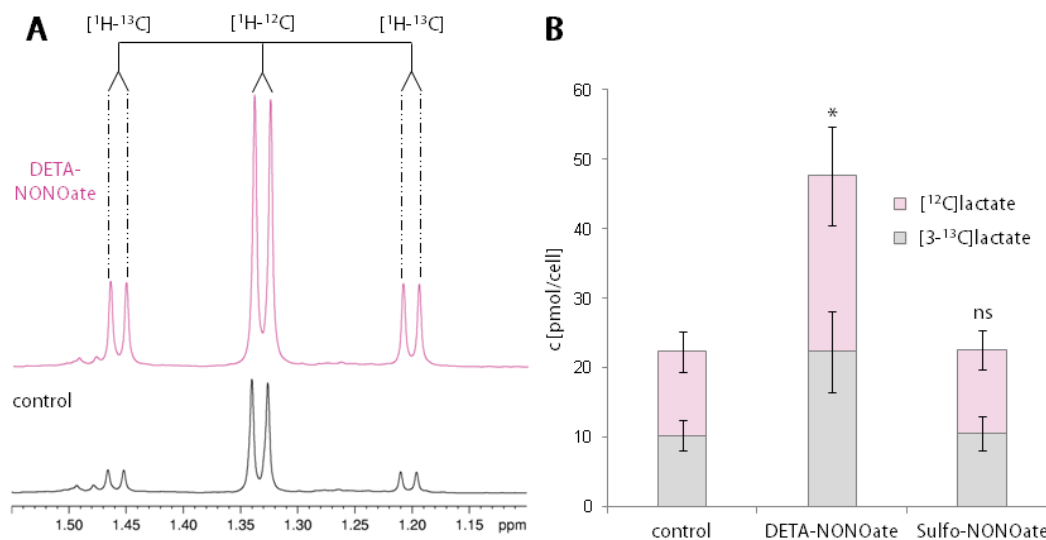 A
[¹H-¹³C] [¹H-¹²C] [¹H-¹³C]
DETA-
NONOate
control
1.50 1.45 1.40 1.35 1.30 1.25 1.20 1.15 ppm
B
c [pmol/cell]
60
50
40
30
20
10
0
*
ns
[¹²C]lactate
[3-¹³C]lactate
control DETA-NONOate Sulfo-NONOate